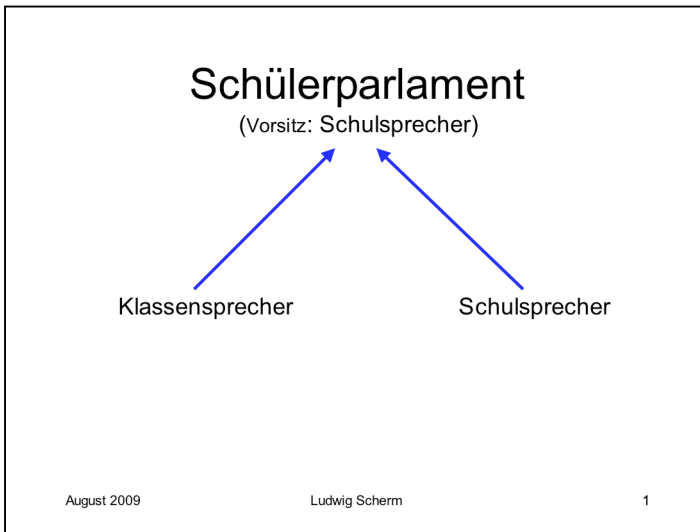 Schülerparlament
(Vorsitz: Schulsprecher)
Klassensprecher Schulsprecher
August 2009 Ludwig Scherm 1